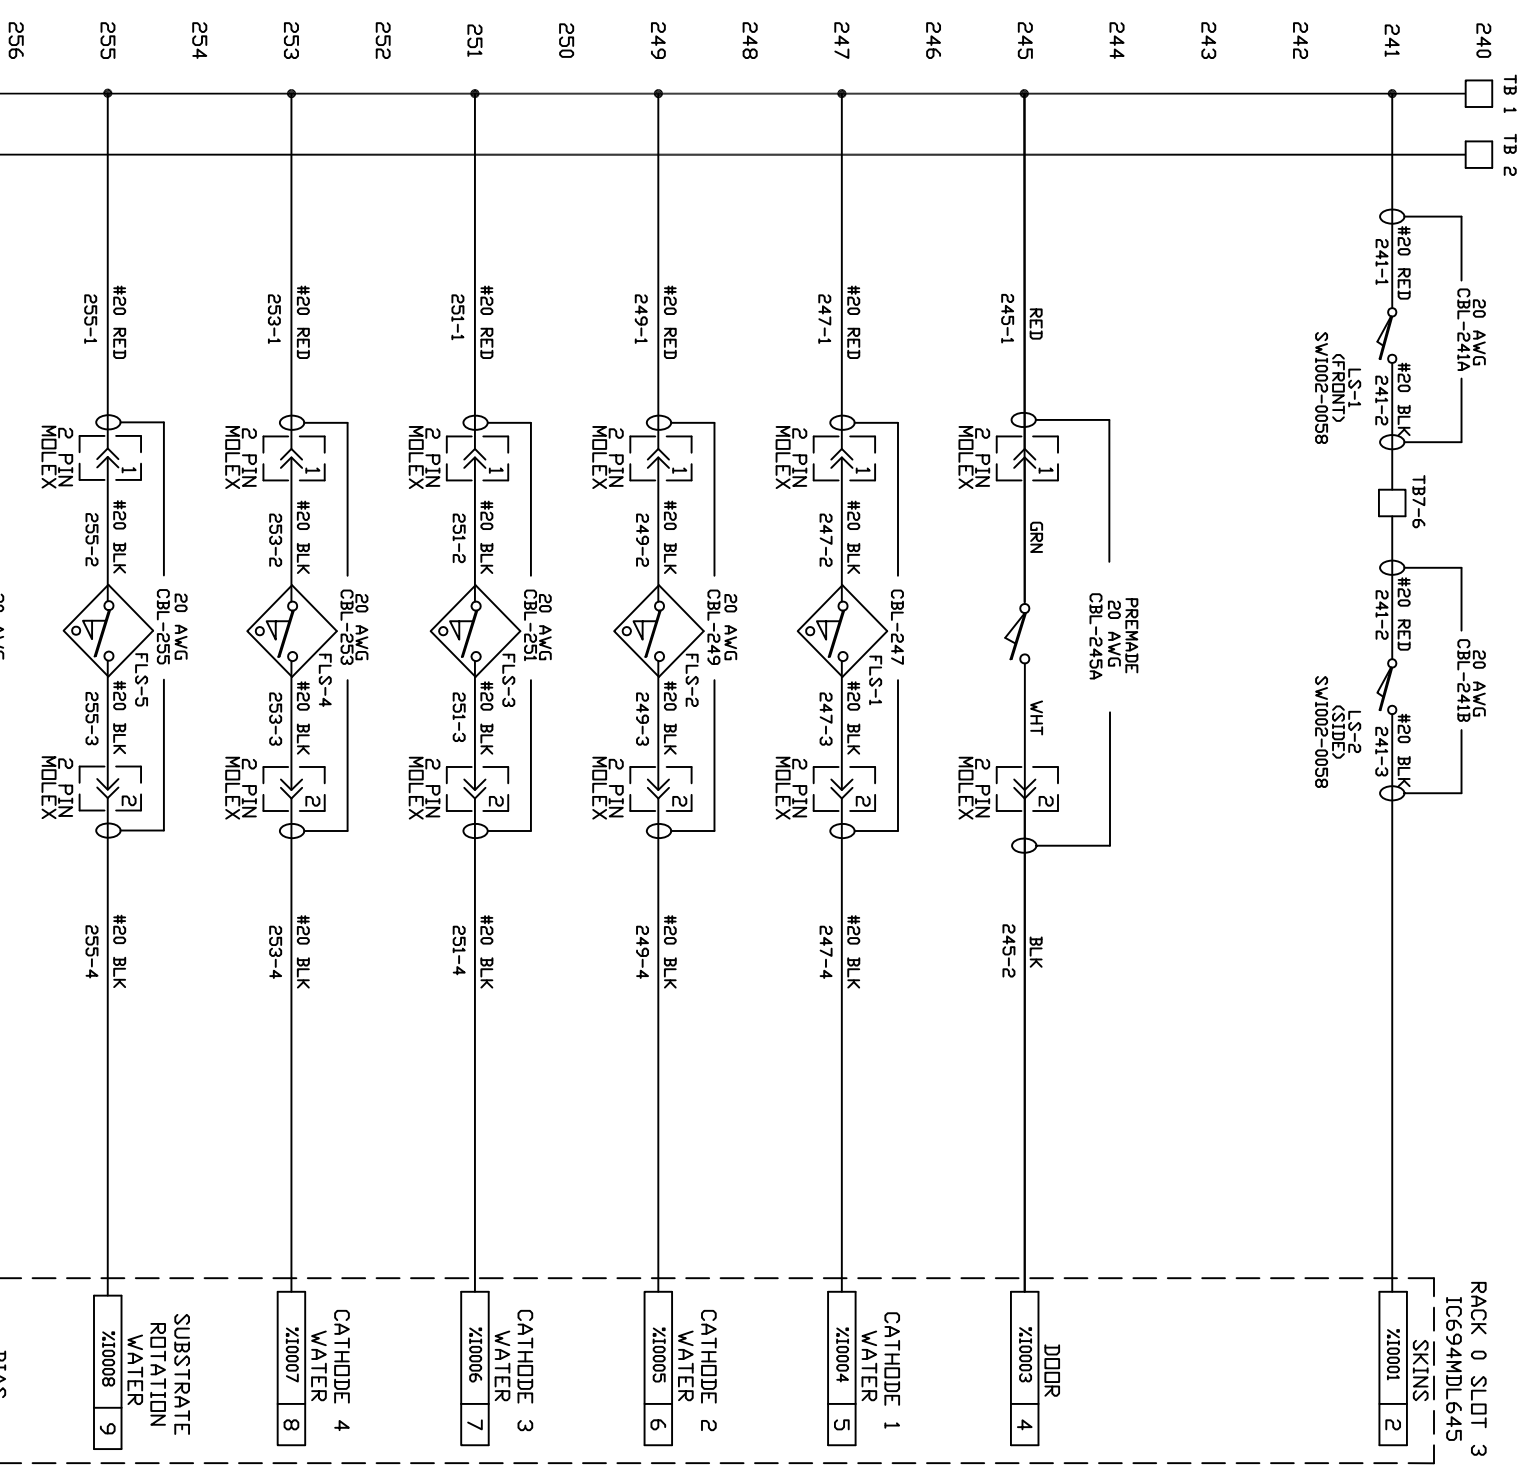 TB 1
TB 2
240
241
242
243
244
245
246
247
248
249
250
251
252
253
254
255
256
RACK 0 SLOT 3
IC694MDL645
20 AWG
CBL-241A
#20 RED
241-1
#20 BLK
241-2
LS-1
(FRONT)
SWI002-0058
TB7-6
20 AWG
CBL-241B
#20 RED
241-2
#20 BLK
241-3
LS-2
(SIDE)
SWI002-0058
SKINS
%I0001
2
RED
245-1
1
2 PIN
MOLEX
GRN
PREMADE
20 AWG
CBL-245A
WHT
2
2 PIN
MOLEX
BLK
245-2
DOOR
%I0003
4
#20 RED
247-1
1
2 PIN
MOLEX
#20 BLK
247-2
CBL-247
FLS-1
#20 BLK
247-3
2
2 PIN
MOLEX
#20 BLK
247-4
CATHODE 1
WATER
%I0004
5
#20 RED
249-1
1
2 PIN
MOLEX
#20 BLK
249-2
20 AWG
CBL-249
FLS-2
#20 BLK
249-3
2
2 PIN
MOLEX
#20 BLK
249-4
CATHODE 2
WATER
%I0005
6
#20 RED
251-1
1
2 PIN
MOLEX
#20 BLK
251-2
20 AWG
CBL-251
FLS-3
#20 BLK
251-3
2
2 PIN
MOLEX
#20 BLK
251-4
CATHODE 3
WATER
%I0006
7
#20 RED
253-1
1
2 PIN
MOLEX
#20 BLK
253-2
20 AWG
CBL-253
FLS-4
#20 BLK
253-3
2
2 PIN
MOLEX
#20 BLK
253-4
CATHODE 4
WATER
%I0007
8
#20 RED
255-1
1
2 PIN
MOLEX
#20 BLK
255-2
20 AWG
CBL-255
FLS-5
#20 BLK
255-3
2
2 PIN
MOLEX
#20 BLK
255-4
SUBSTRATE
ROTATION
WATER
%I0008
9